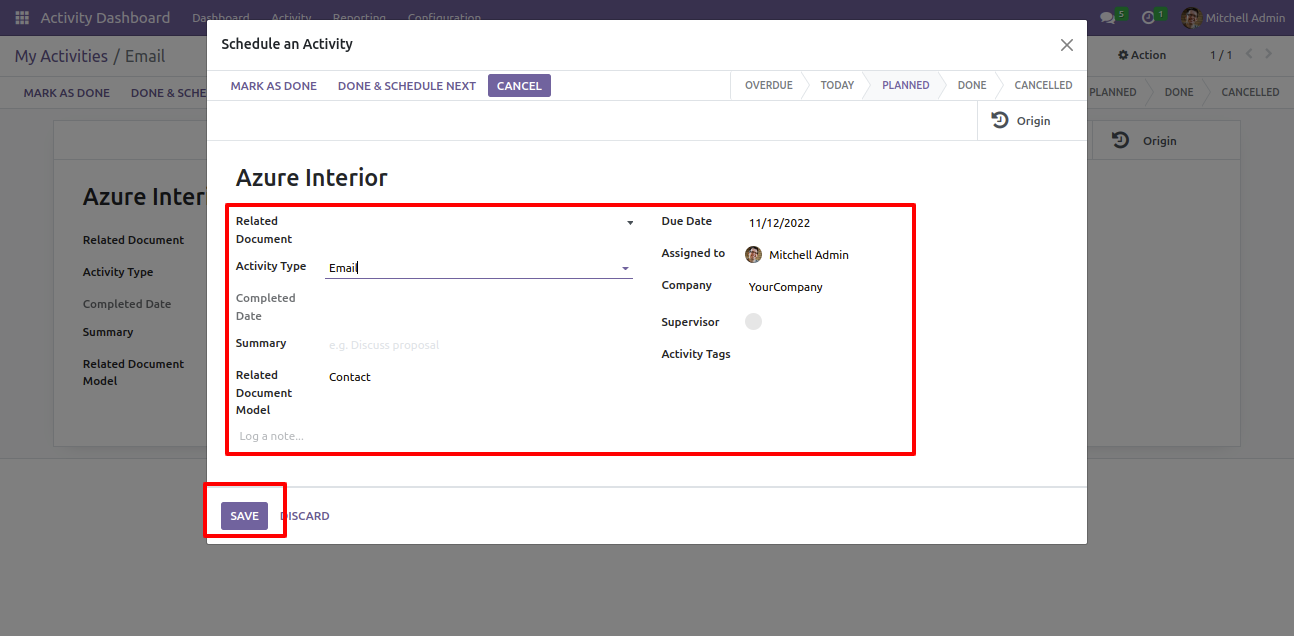 Activity Dashboard Dashboard Activity Reporting Configuration 5 1 Mitchell Admin
My Activities / Email Action 1 / 1
MARK AS DONE DONE & SCHE PLANNED DONE CANCELLED
Schedule an Activity
MARK AS DONE DONE & SCHEDULE NEXT CANCEL OVERDUE TODAY PLANNED DONE CANCELLED
Origin
Azure Interior
Related
Document
Due Date 11/12/2022
Activity Type Email
Assigned to Mitchell Admin
Completed
Date
Company YourCompany
Summary e.g. Discuss proposal
Supervisor
Related
Document
Model
Contact
Activity Tags
Log a note...
SAVE DISCARD
Origin
Azure Interi
Related Document
Activity Type
Completed Date
Summary
Related Document
Model